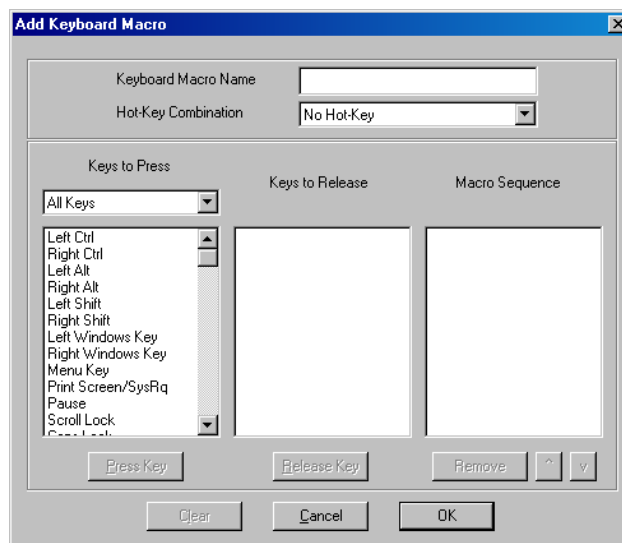 Add Keyboard Macro
Keyboard Macro Name
Hot-Key Combination
No Hot-Key
Keys to Press
Keys to Release
Macro Sequence
All Keys
Left Ctrl
Right Ctrl
Left Alt
Right Alt
Left Shift
Right Shift
Left Windows Key
Right Windows Key
Menu Key
Print Screen/SysRq
Pause
Scroll Lock
Press Key
Release Key
Remove
^
v
Clear
Cancel
OK